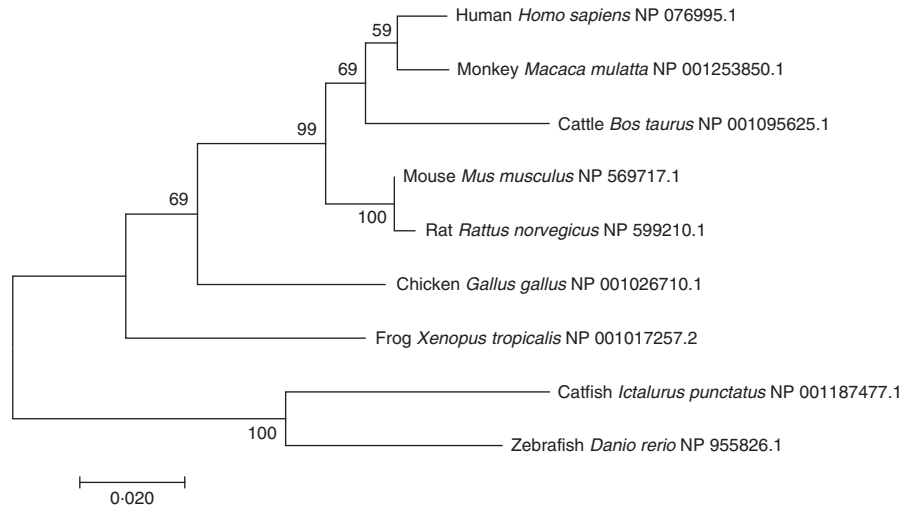 Human Homo sapiens NP 076995.1
59
Monkey Macaca mulatta NP 001253850.1
69
Cattle Bos taurus NP 001095625.1
99
Mouse Mus musculus NP 569717.1
100
Rat Rattus norvegicus NP 599210.1
69
Chicken Gallus gallus NP 001026710.1
Frog Xenopus tropicalis NP 001017257.2
Catfish Ictalurus punctatus NP 001187477.1
100
Zebrafish Danio rerio NP 955826.1
0·020